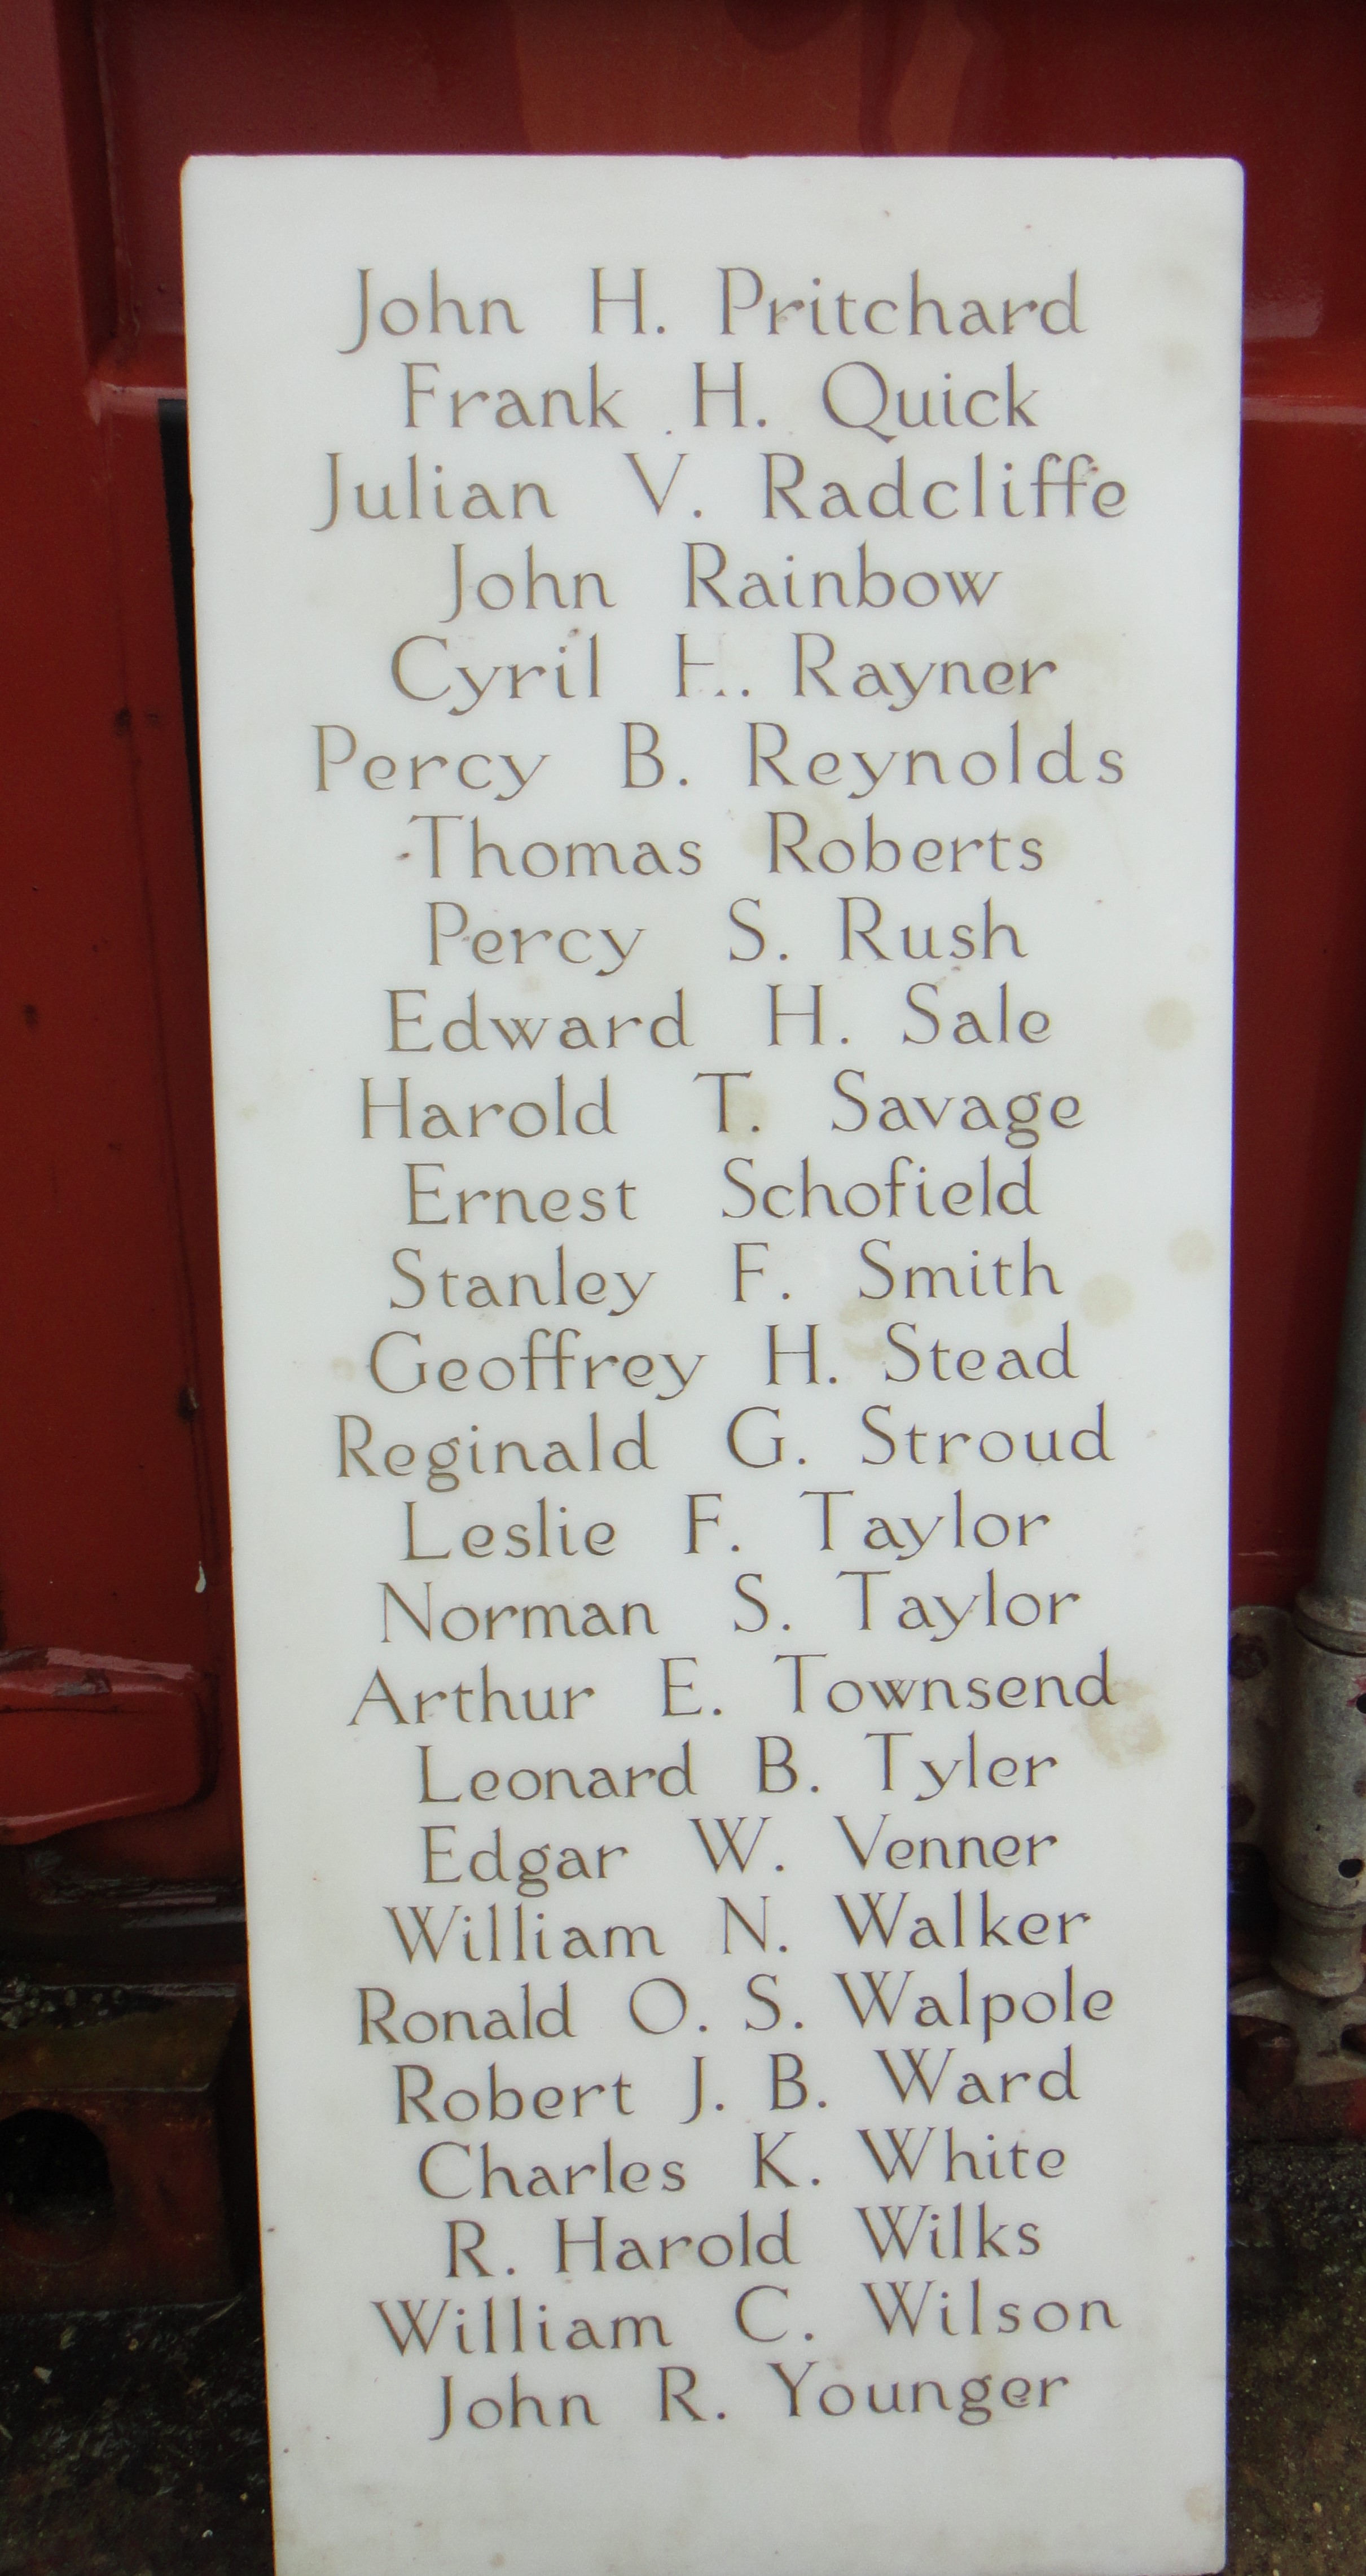 John H. Pritchard
Frank H. Quick
Julian V. Radcliffe
John Rainbow
Cyril Rayner
Percy B. Reynolds
Thomas Roberts
Percy S. Rush
Edward H. Sale
Harold T. Savage
Ernest Schofield
Stanley F. Smith
Geoffrey H. Stead
Reginald G. Stroud
Leslie F. Taylor
Norman S. Taylor
Arthur E. Townsend
Leonard B. Tyler
Edgar W. Venner
William N. Walker
Ronald O. S. Walpole
Robert J. B. Ward
Charles K. White
R. Harold Wilks
William C. Wilson
John R. Younger